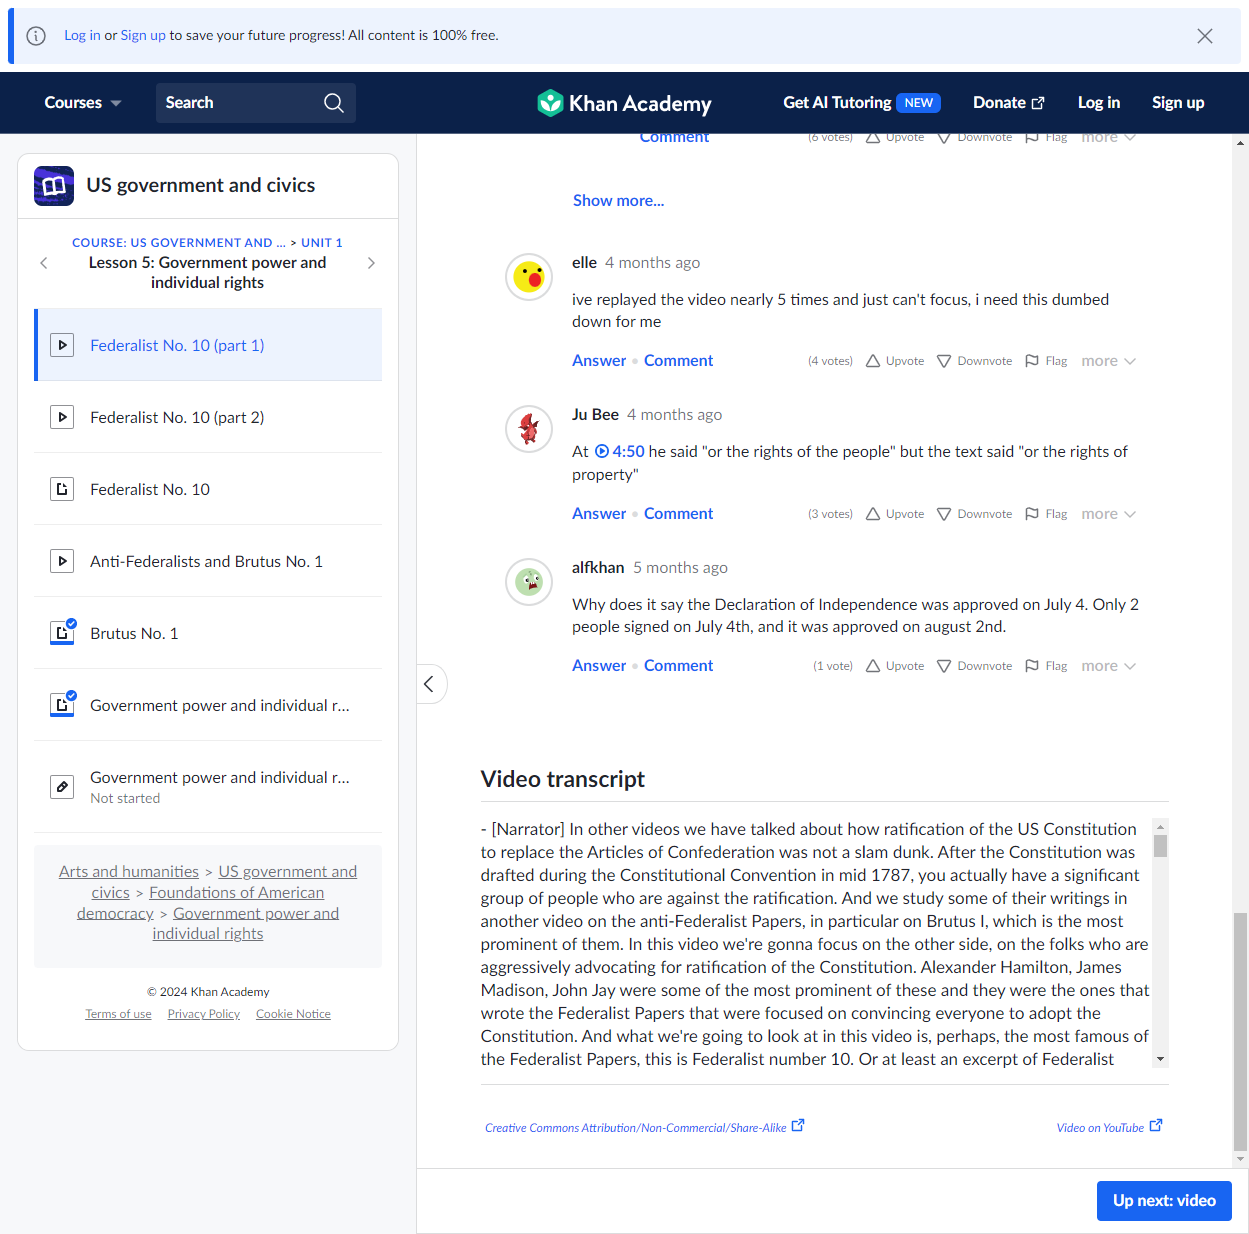 Log in or Sign up to save your future progress! All content is 100% free.
Courses
Search
Khan Academy
Get AI Tutoring NEW
Donate
Log in
Sign up
US government and civics
COURSE: US GOVERNMENT AND ... > UNIT 1
Lesson 5: Government power and
individual rights
Federalist No. 10 (part 1)
Federalist No. 10 (part 2)
Federalist No. 10
Anti-Federalists and Brutus No. 1
Brutus No. 1
Government power and individual r...
Government power and individual r...
Not started
Arts and humanities > US government and
civics > Foundations of American
democracy > Government power and
individual rights
© 2024 Khan Academy
Terms of use Privacy Policy Cookie Notice
Comment (6 votes) Upvote Downvote Flag more
Show more...
elle 4 months ago
ive replayed the video nearly 5 times and just can't focus, i need this dumbed
down for me
Answer • Comment (4 votes) Upvote Downvote Flag more
Ju Bee 4 months ago
At 4:50 he said "or the rights of the people" but the text said "or the rights of
property"
Answer • Comment (3 votes) Upvote Downvote Flag more
alfkhan 5 months ago
Why does it say the Declaration of Independence was approved on July 4. Only 2
people signed on July 4th, and it was approved on august 2nd.
Answer • Comment (1 vote) Upvote Downvote Flag more
Video transcript
- [Narrator] In other videos we have talked about how ratification of the US Constitution
to replace the Articles of Confederation was not a slam dunk. After the Constitution was
drafted during the Constitutional Convention in mid 1787, you actually have a significant
group of people who are against the ratification. And we study some of their writings in
another video on the anti-Federalist Papers, in particular on Brutus I, which is the most
prominent of them. In this video we're gonna focus on the other side, on the folks who are
aggressively advocating for ratification of the Constitution. Alexander Hamilton, James
Madison, John Jay were some of the most prominent of these and they were the ones that
wrote the Federalist Papers that were focused on convincing everyone to adopt the
Constitution. And what we're going to look at in this video is, perhaps, the most famous of
the Federalist Papers, this is Federalist number 10. Or at least an excerpt of Federalist
Creative Commons Attribution/Non-Commercial/Share-Alike
Video on YouTube
Up next: video